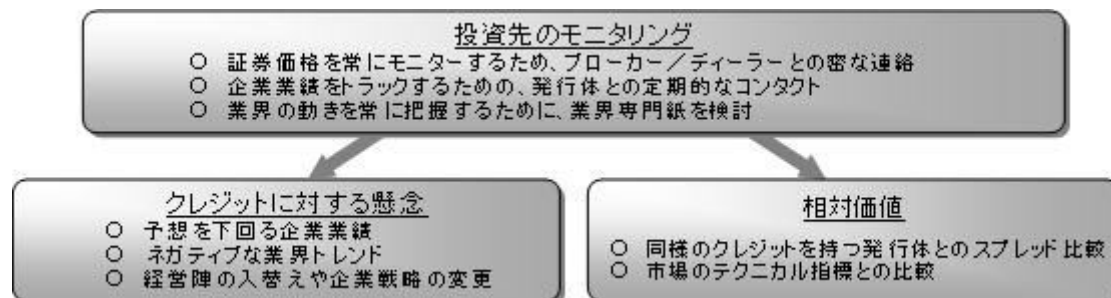 投資先のモニタリング
○ 証券価格を常にモニターするため、ブローカー／ディーラーとの密な連絡
○ 企業業績をトラックするための、発行体との定期的なコンタクト
○ 業界の動きを常に把握するために、業界専門紙を検討
クレジットに対する懸念
○ 予想を下回る企業業績
○ ネガティブな業界トレンド
○ 経営陣の入替えや企業戦略の変更
相対価値
○ 同様のクレジットを持つ発行体とのスプレッド比較
○ 市場のテクニカル指標との比較